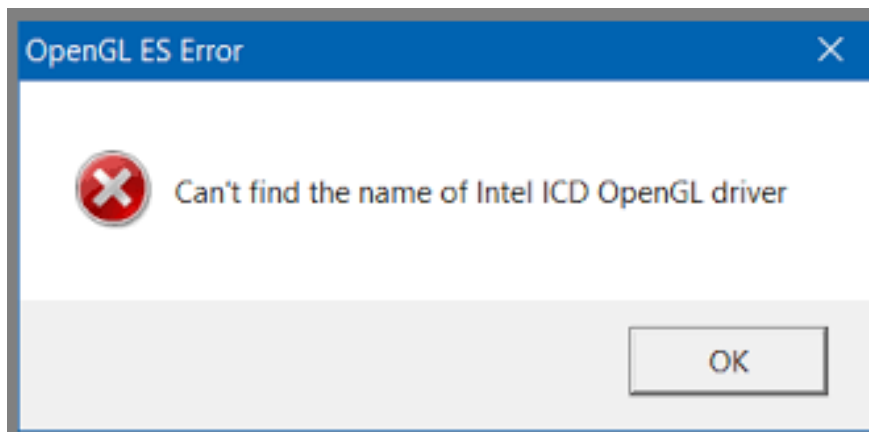 OpenGL ES Error
Can't find the name of Intel ICD OpenGL driver
OK